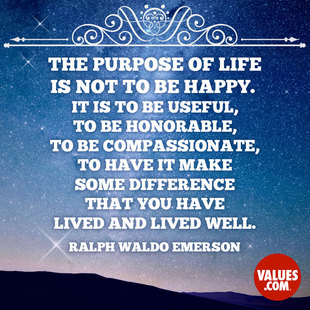 THE PURPOSE OF LIFE
IS NOT TO BE HAPPY.
IT IS TO BE USEFUL,
TO BE HONORABLE,
TO BE COMPASSIONATE,
TO HAVE IT MAKE
SOME DIFFERENCE
THAT YOU HAVE
LIVED AND LIVED WELL.
RALPH WALDO EMERSON
VALUES
.COM